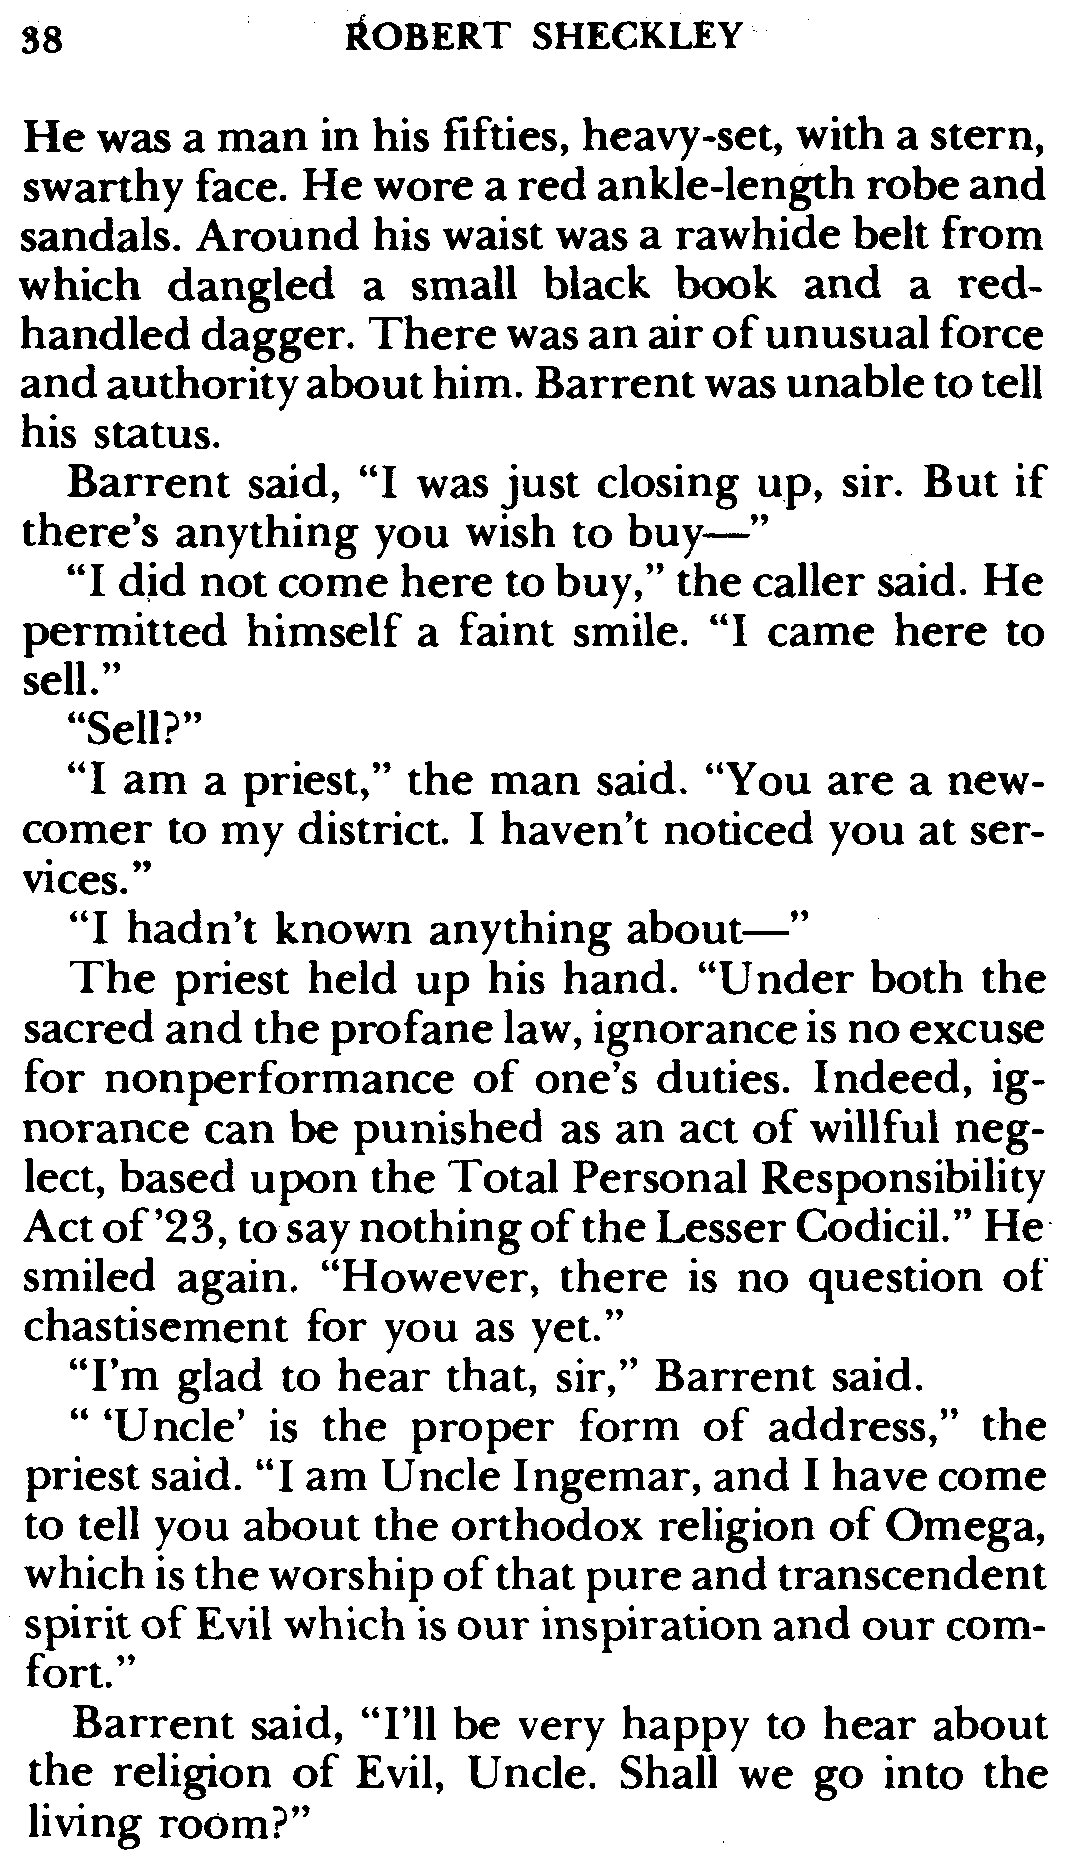 38 ROBERT SHECKLEY
He was a man in his fifties, heavy-set, with a stern,
swarthy face. He wore a red ankle-length robe and
sandals. Around his waist was a rawhide belt from
which dangled a small black book and a red-
handled dagger. There was an air of unusual force
and authority about him. Barrent was unable to tell
his status.
Barrent said, “I was just closing up, sir. But if
there’s anything you wish to buy—”
“I did not come here to buy,” the caller said. He
permitted himself a faint smile. “I came here to
sell.”
“Sell?”
“I am a priest,” the man said. “You are a new-
comer to my district. I haven’t noticed you at ser-
vices.”
“I hadn’t known anything about—”
The priest held up his hand. “Under both the
sacred and the profane law, ignorance is no excuse
for nonperformance of one’s duties. Indeed, ig-
norance can be punished as an act of willful neg-
lect, based upon the Total Personal Responsibility
Act of ’23, to say nothing of the Lesser Codicil.” He
smiled again. “However, there is no question of
chastisement for you as yet.”
“I’m glad to hear that, sir,” Barrent said.
“ ‘Uncle’ is the proper form of address,” the
priest said. “I am Uncle Ingemar, and I have come
to tell you about the orthodox religion of Omega,
which is the worship of that pure and transcendent
spirit of Evil which is our inspiration and our com-
fort.”
Barrent said, “I’ll be very happy to hear about
the religion of Evil, Uncle. Shall we go into the
living room?”